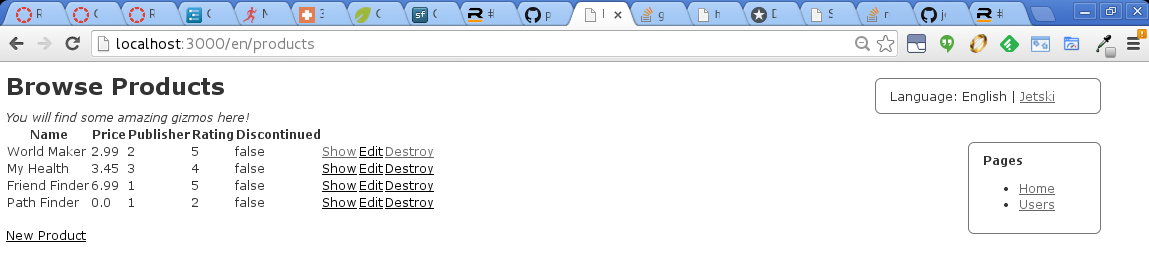 localhost:3000/en/products
Browse Products
You will find some amazing gizmos here!
Name Price Publisher Rating Discontinued
World Maker 2.99 2 5 false Show Edit Destroy
My Health 3.45 3 4 false Show Edit Destroy
Friend Finder 6.99 1 5 false Show Edit Destroy
Path Finder 0.0 1 2 false Show Edit Destroy
New Product
Language: English | Jetski
Pages
Home
Users